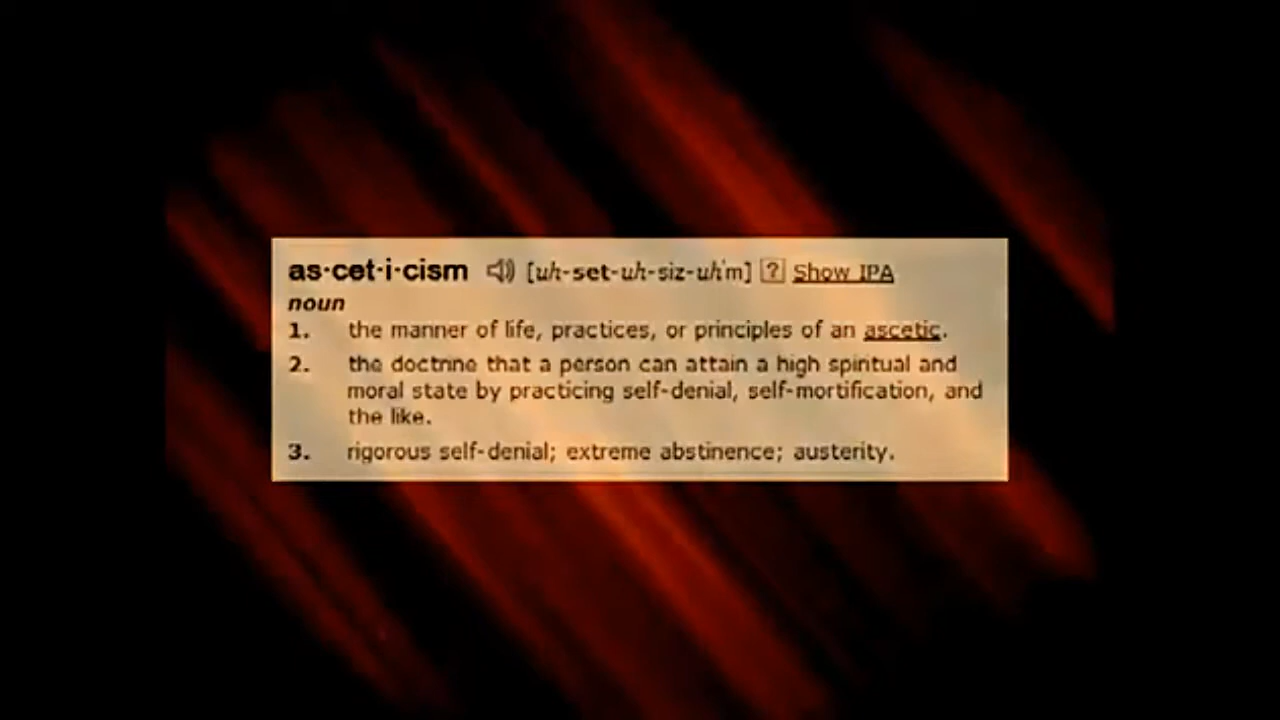 as·cet·i·cism [uh-set-uh-siz-uhˈm] ? Show IPA
noun
1. the manner of life, practices, or principles of an ascetic.
2. the doctrine that a person can attain a high spiritual and
moral state by practicing self-denial, self-mortification, and
the like.
3. rigorous self-denial; extreme abstinence; austerity.